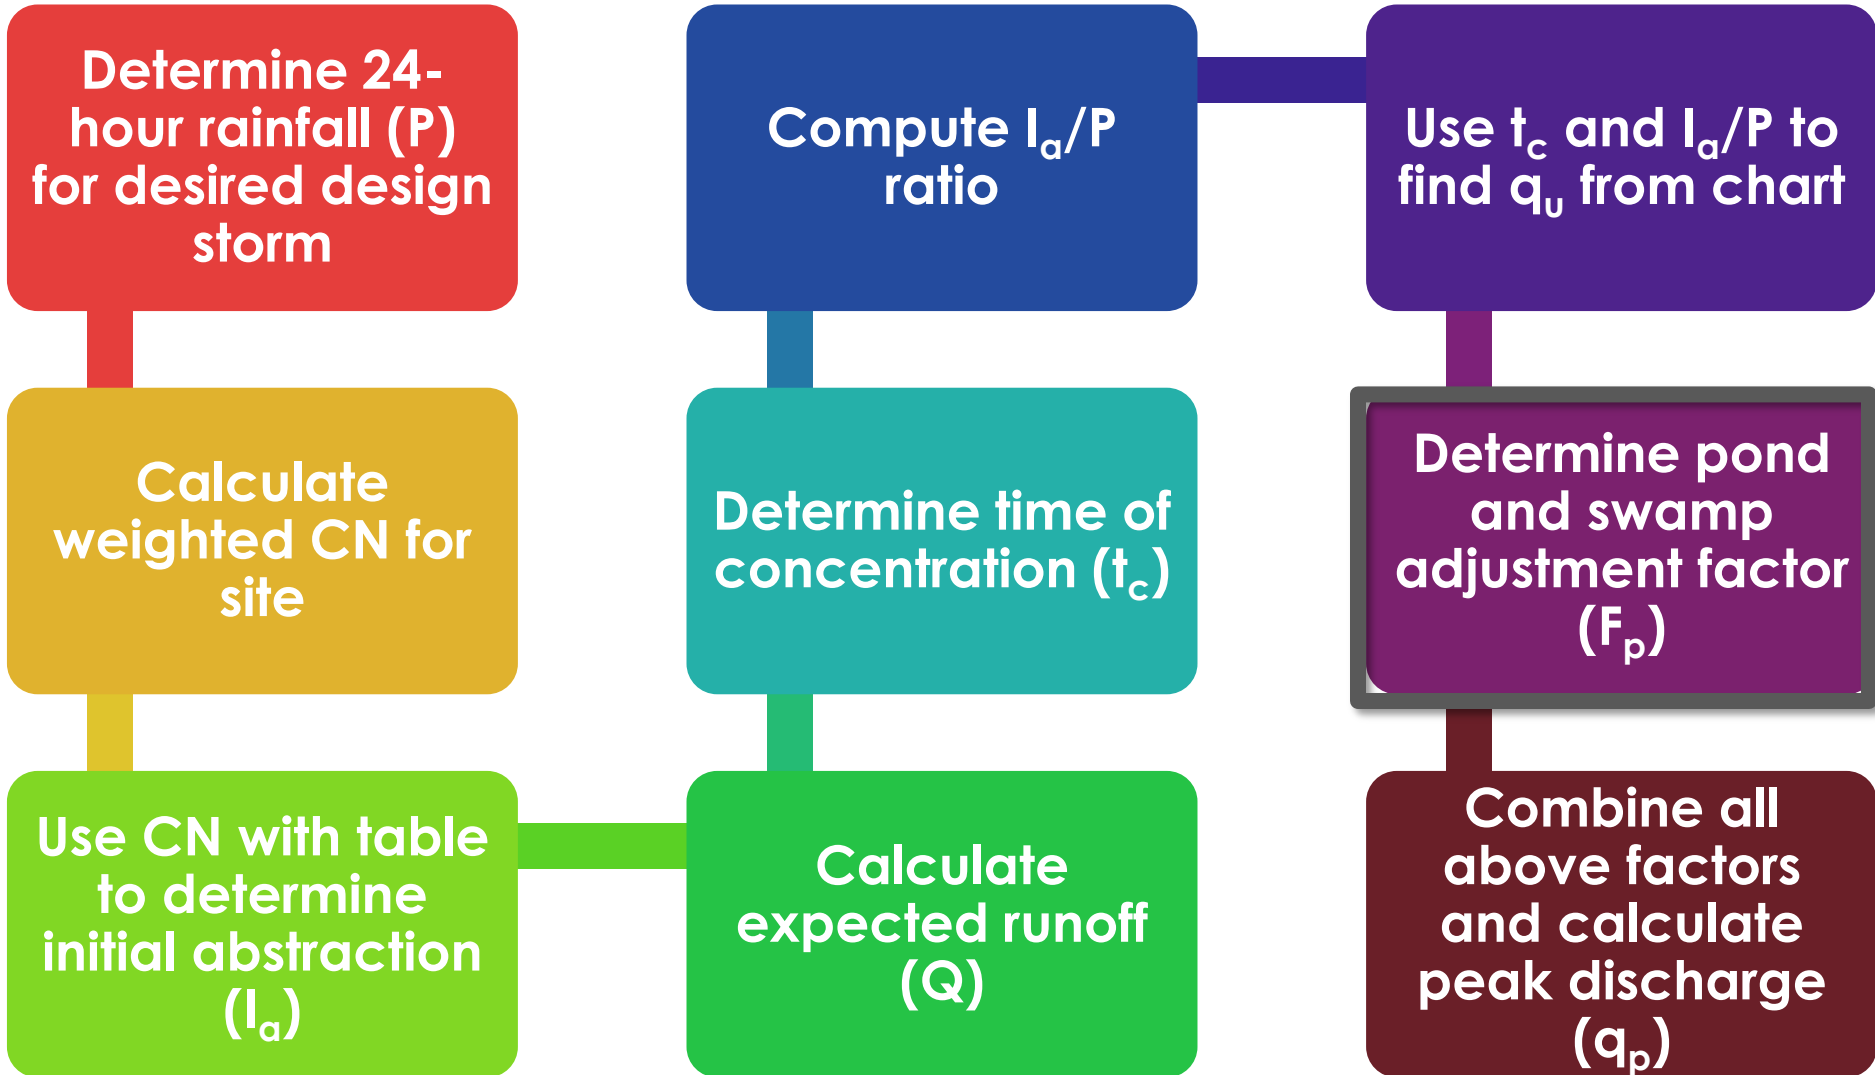 Determine 24-
hour rainfall (P)
for desired design
storm
Calculate
weighted CN for
site
Use CN with table
to determine
initial abstraction
(Iₐ)
Calculate
expected runoff
(Q)
Determine time of
concentration (t_c)
Compute Iₐ/P
ratio
Use t_c and Iₐ/P to
find qᵤ from chart
Determine pond
and swamp
adjustment factor
(Fₚ)
Combine all
above factors
and calculate
peak discharge
(qₚ)